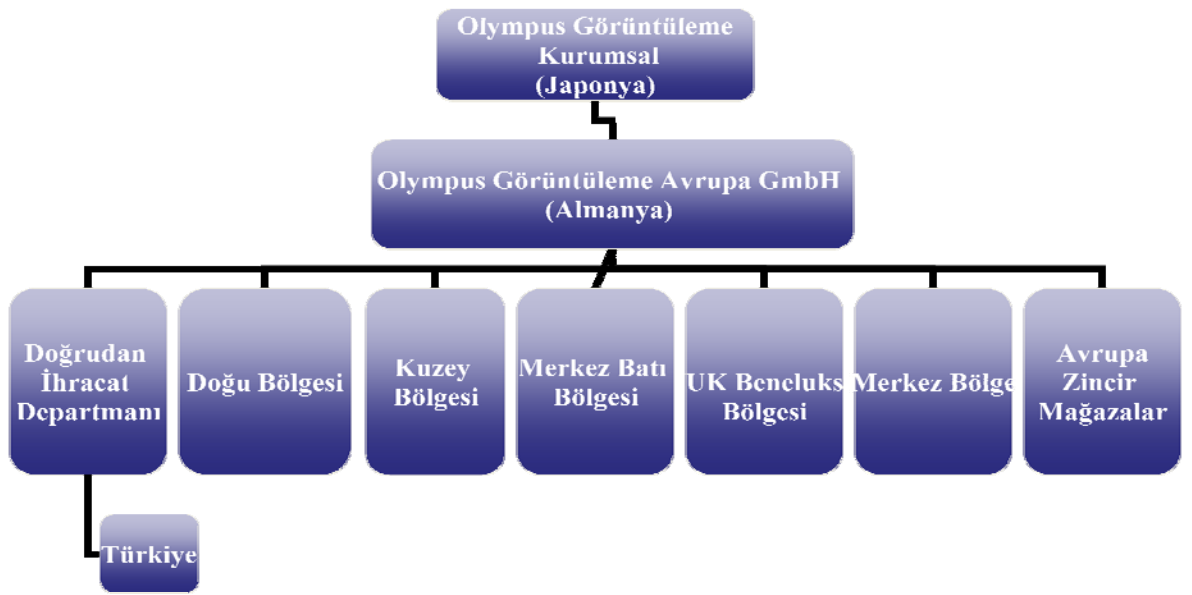 Olympus Görüntüleme
Kurumsal
(Japonya)
Olympus Görüntüleme Avrupa GmbH
(Almanya)
Doğrudan
İhracat
Departmanı
Doğu Bölgesi
Kuzey
Bölgesi
Merkez Batı
Bölgesi
UK Beneluks
Bölgesi
Merkez Bölge
Avrupa
Zincir
Mağazalar
Türkiye